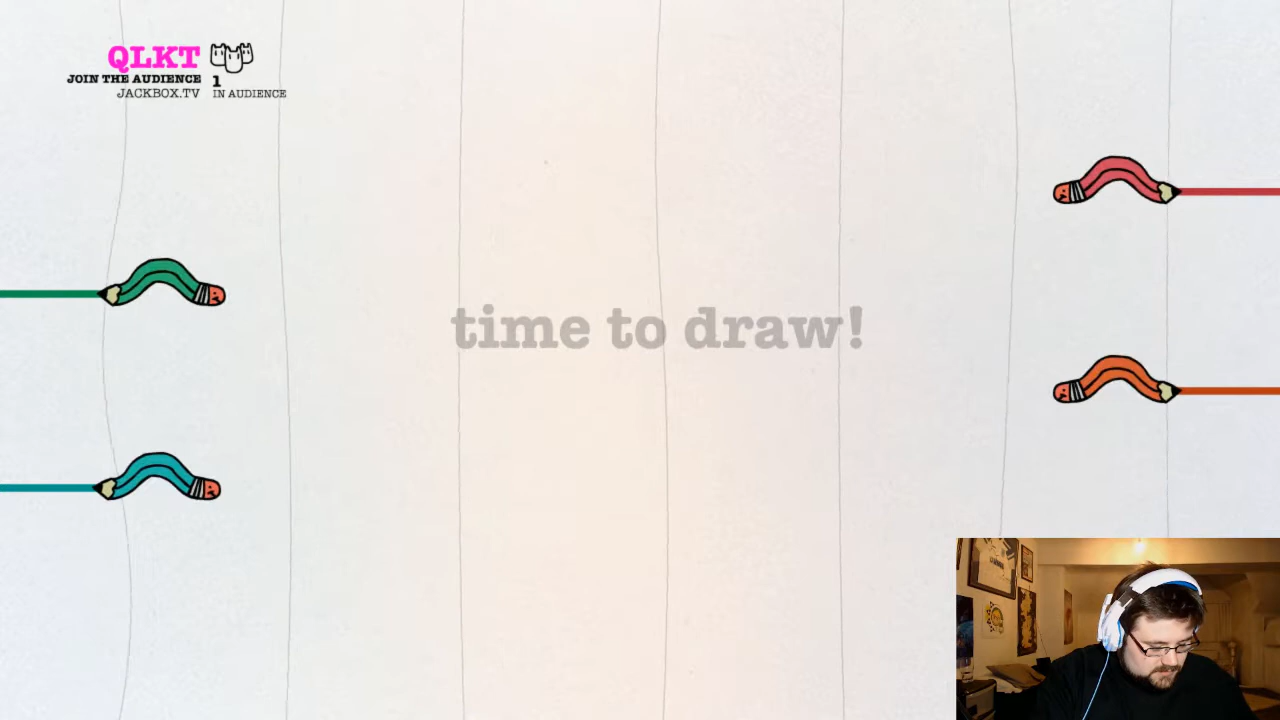 QLKT
JOIN THE AUDIENCE
JACKBOX.TV
1
IN AUDIENCE
time to draw!